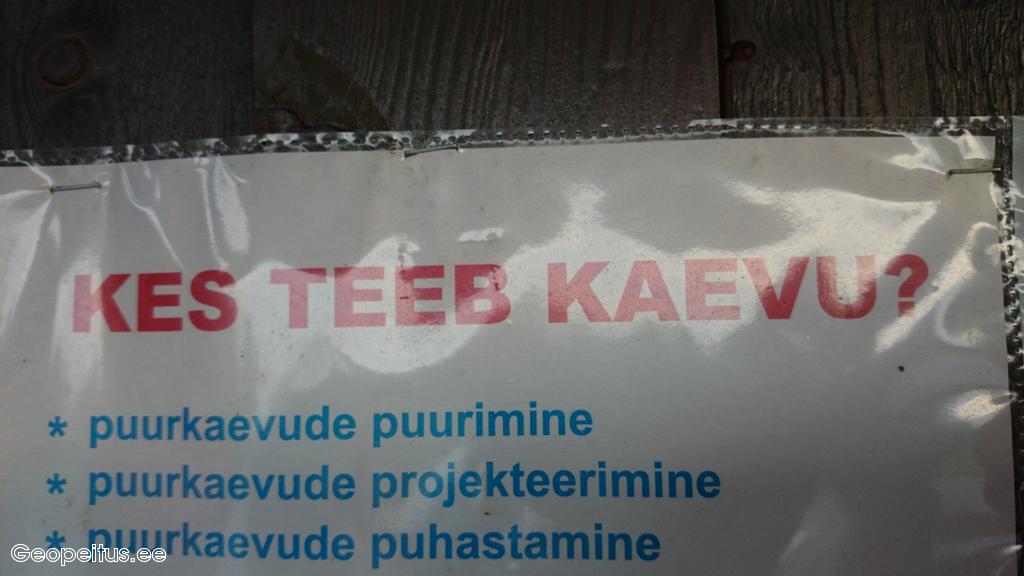 KES TEEB KAEVU?
* puurkaevude puurimine
* puurkaevude projekteerimine
* puurkaevude puhastamine
Geopeitus.ee